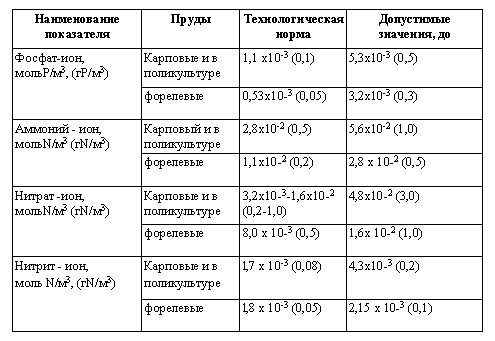 Наименование показателя Пруды Технологическая норма Допустимые значения, до
Фосфат-ион, мольP/м³, (гP/м³) Карповые и в поликультуре 1,1 x10-3 (0,1) 5,3x10-3 (0,5)
форелевые 0,53x10-3 (0,05) 3,2x10-3 (0,3)
Аммоний - ион, мольN/м³ (гN/м³) Карповый и в поликультуре 2,8x10-2 (0,5) 5,6x10-2 (1,0)
форелевые 1,1x10-2 (0,2) 2,8 x 10-2 (0,5)
Нитрат -ион, мольN/м³ (гN/м³) Карповые и в поликультуре 3,2x10-3-1,6x10-2 (0,2-1,0) 4,8x10-2 (3,0)
форелевые 8,0 x 10-3 (0,5) 1,6x 10-2 (1,0)
Нитрит - ион, моль N/м³, (гN/м³) Карповые и в поликультуре 1,7 x 10-3 (0,08) 4,3x10-3 (0,2)
форелевые 1,8 x 10-3 (0,05) 2,15 x 10-3 (0,1)